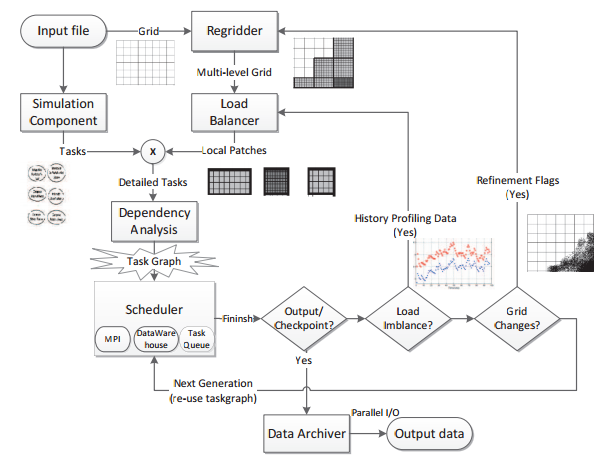 Input file
Grid
Regridder
Multi-level Grid
Simulation
Component
Load
Balancer
Tasks
X
Local Patches
Detailed Tasks
Dependency
Analysis
Task Graph
Scheduler
MPI
DataWare
house
Task
Queue
Fininsh
Output/
Checkpoint?
Load
Imblance?
Grid
Changes?
History Profiling Data
(Yes)
Refinement Flags
(Yes)
Yes
Next Generation
(re-use taskgraph)
Data Archiver
Parallel I/O
Output data